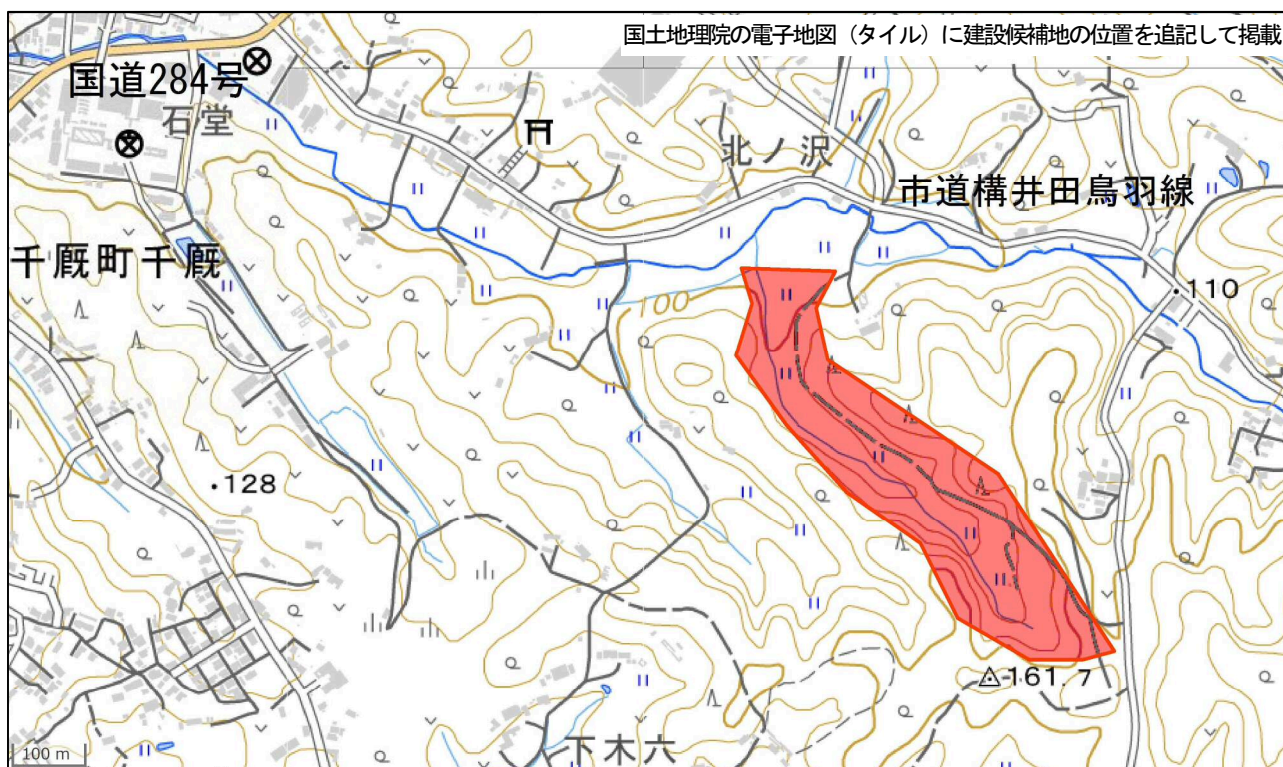 国土地理院の電子地図（タイル）に建設候補地の位置を追記して掲載
国道284号
石堂
北ノ沢
市道構井田鳥羽線
千厩町千厩
100
110
128
161.7
下木六
100 m